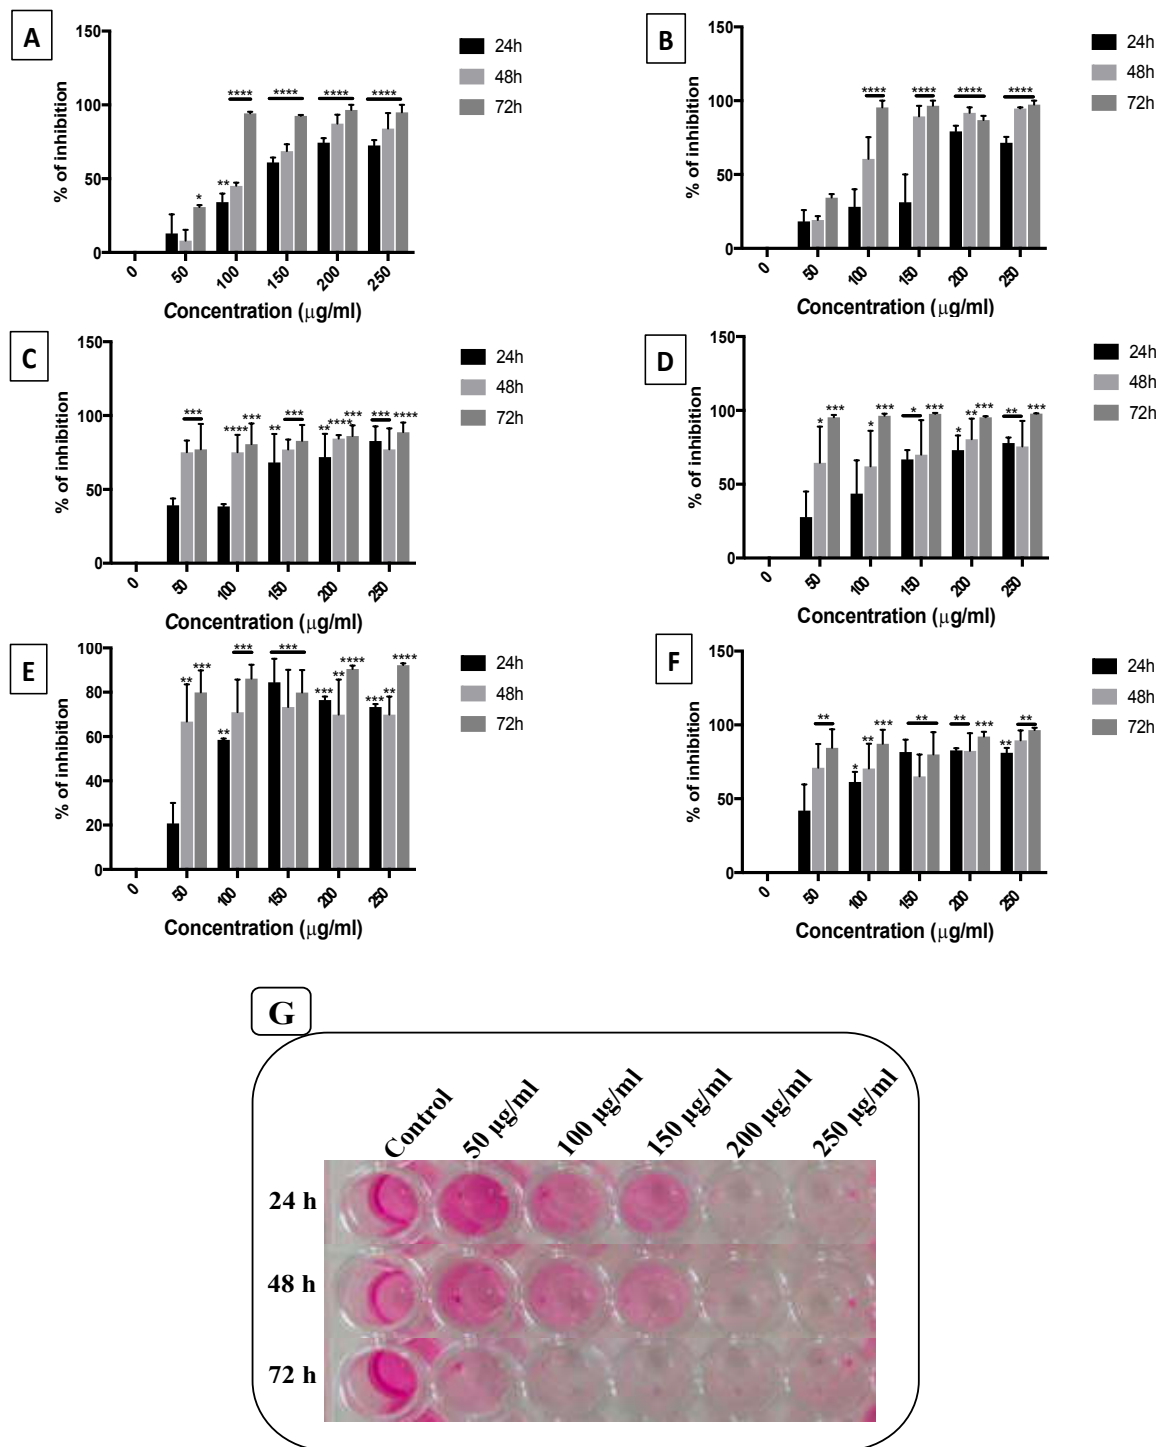 A
% of inhibition
150
100
50
0
**
*
****
****
****
****
0
50
100
150
200
250
Concentration (μg/ml)
24h
48h
72h
B
% of inhibition
150
100
50
0
****
****
****
****
0
50
100
150
200
250
Concentration (μg/ml)
24h
48h
72h
C
% of inhibition
150
100
50
0
***
****
***
**
***
**
****
***
***
****
0
50
100
150
200
250
Concentration (μg/ml)
24h
48h
72h
D
% of inhibition
150
100
50
0
*
***
*
***
*
***
*
**
***
**
***
0
50
100
150
200
250
Concentration (μg/ml)
24h
48h
72h
E
% of inhibition
100
80
60
40
20
0
**
***
**
***
***
***
**
****
***
**
****
0
50
100
150
200
250
Concentration (μg/ml)
24h
48h
72h
F
% of inhibition
150
100
50
0
**
*
**
***
**
**
***
**
**
0
50
100
150
200
250
Concentration (μg/ml)
24h
48h
72h
G
Control
50 μg/ml
100 μg/ml
150 μg/ml
200 μg/ml
250 μg/ml
24 h
48 h
72 h